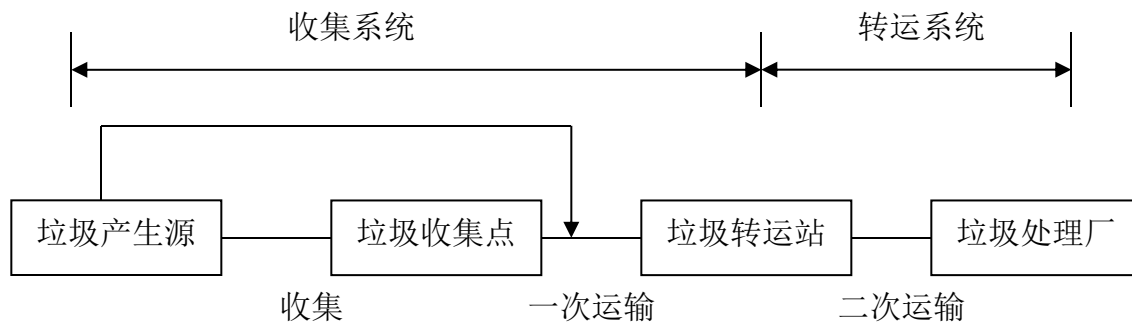 收集系统
转运系统
垃圾产生源
垃圾收集点
垃圾转运站
垃圾处理厂
收集
一次运输
二次运输